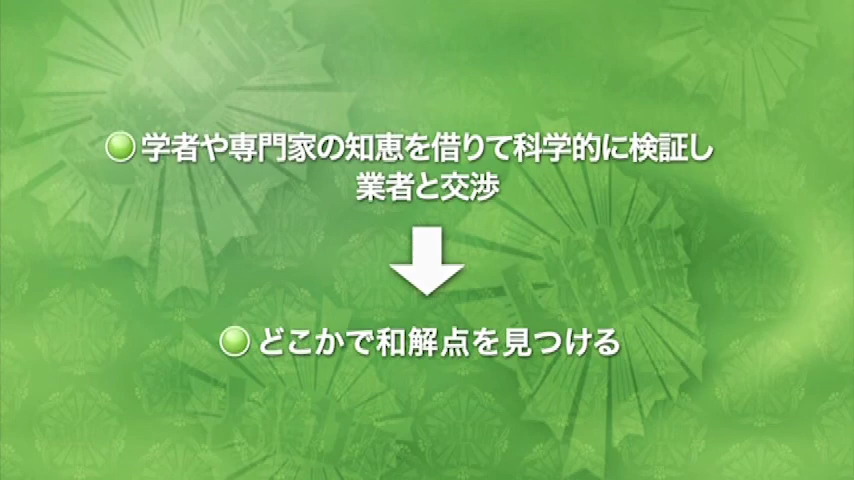 学者や専門家の知恵を借りて科学的に検証し
業者と交渉
どこかで和解点を見つける